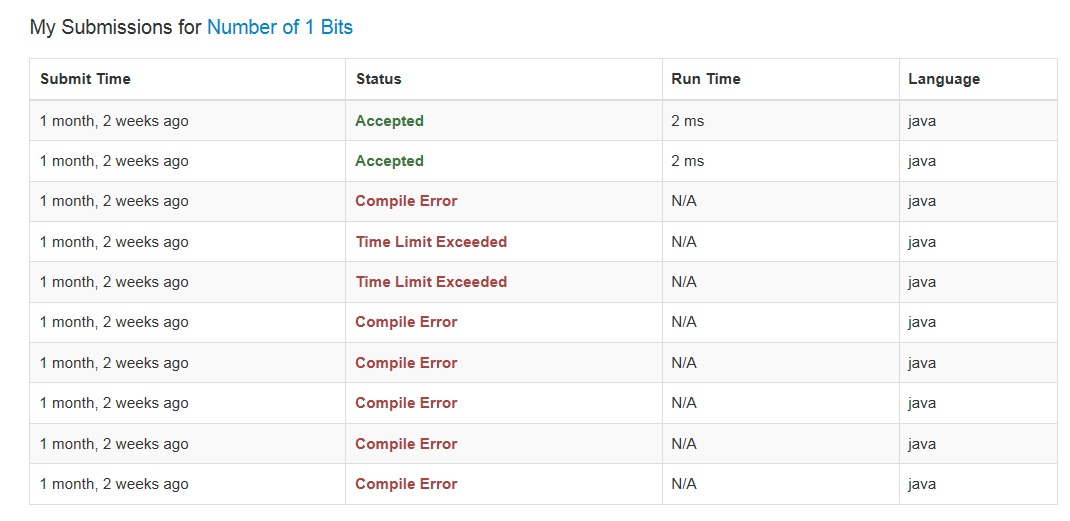 My Submissions for Number of 1 Bits
Submit Time Status Run Time Language
1 month, 2 weeks ago Accepted 2 ms java
1 month, 2 weeks ago Accepted 2 ms java
1 month, 2 weeks ago Compile Error N/A java
1 month, 2 weeks ago Time Limit Exceeded N/A java
1 month, 2 weeks ago Time Limit Exceeded N/A java
1 month, 2 weeks ago Compile Error N/A java
1 month, 2 weeks ago Compile Error N/A java
1 month, 2 weeks ago Compile Error N/A java
1 month, 2 weeks ago Compile Error N/A java
1 month, 2 weeks ago Compile Error N/A java